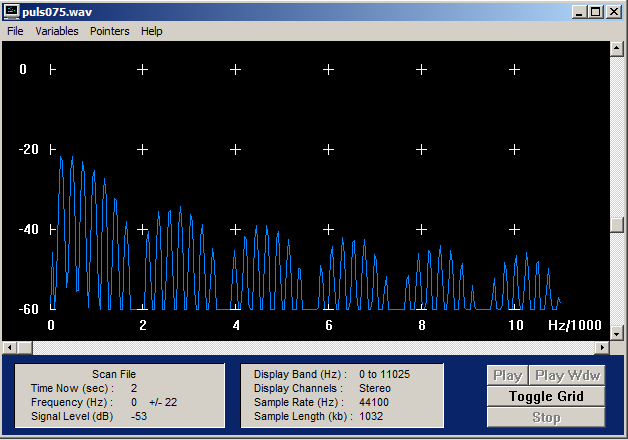 puls075.wav
File Variables Pointers Help
0
-20
-40
-60
0 2 4 6 8 10 Hz/1000
Scan File
Time Now (sec) : 2
Frequency (Hz) : 0 +/- 22
Signal Level (dB) -53
Display Band (Hz) : 0 to 11025
Display Channels : Stereo
Sample Rate (Hz) : 44100
Sample Length (kb) : 1032
Play Play Wdw
Toggle Grid
Stop